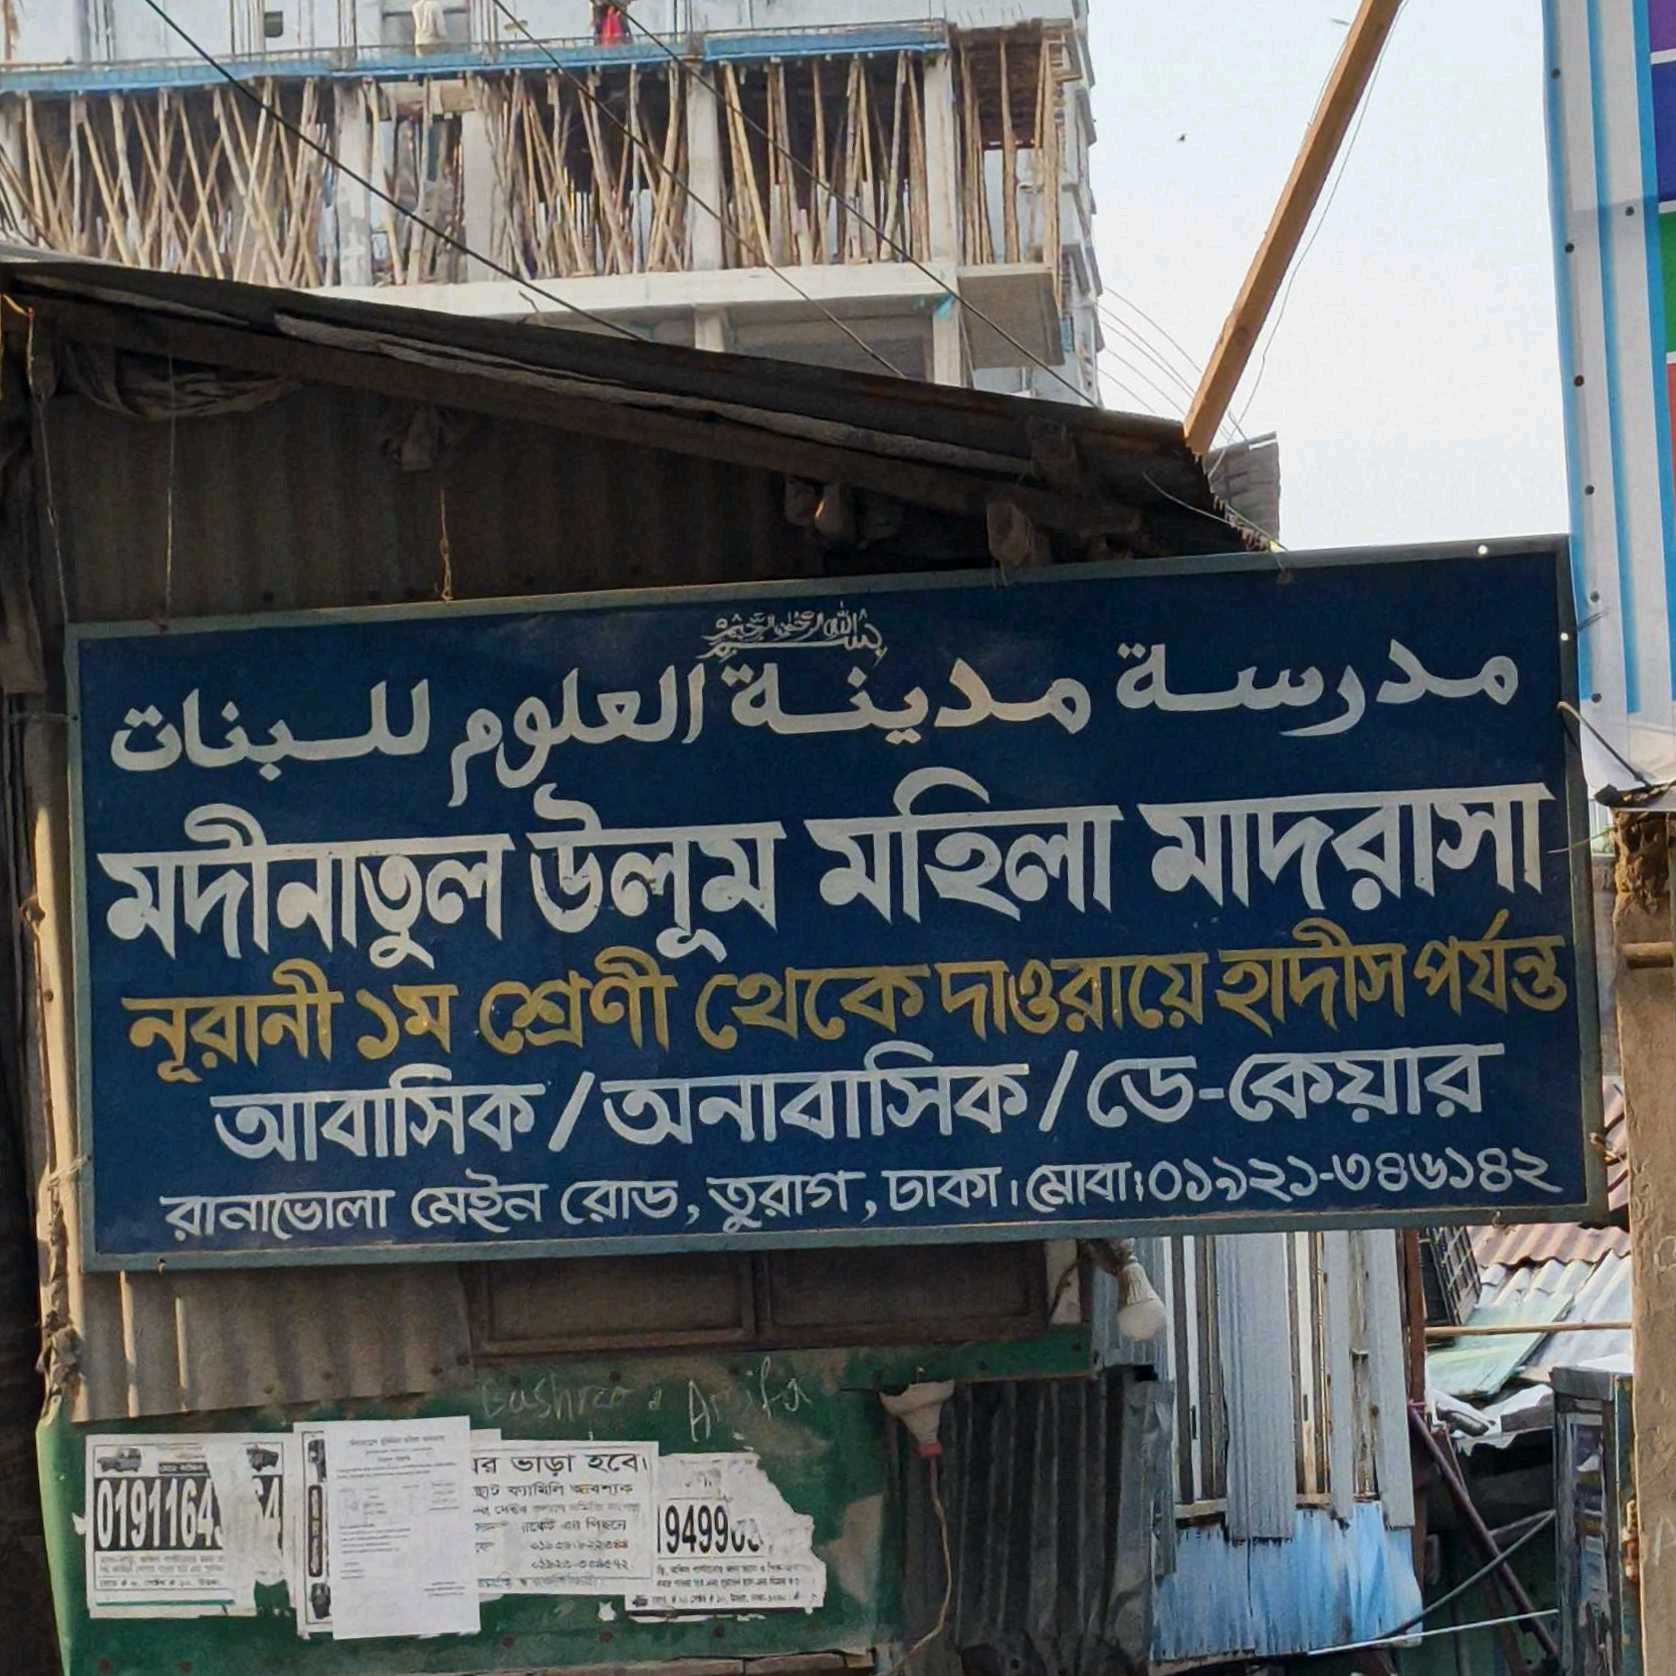 بسم الله الرحمن الرحيم
مدرسة مدينة العلوم للبنات
মদীনাতুল উলূম মহিলা মাদরাসা
নূরানী ১ম শ্রেণী থেকে দাওরায়ে হাদীস পর্যন্ত
আবাসিক / অনাবাসিক / ডে-কেয়ার
রানাভোলা মেইন রোড, তুরাগ, ঢাকা। মোবা: ০১৯২১-৩৪৬১৪২
ভাড়া হবে।